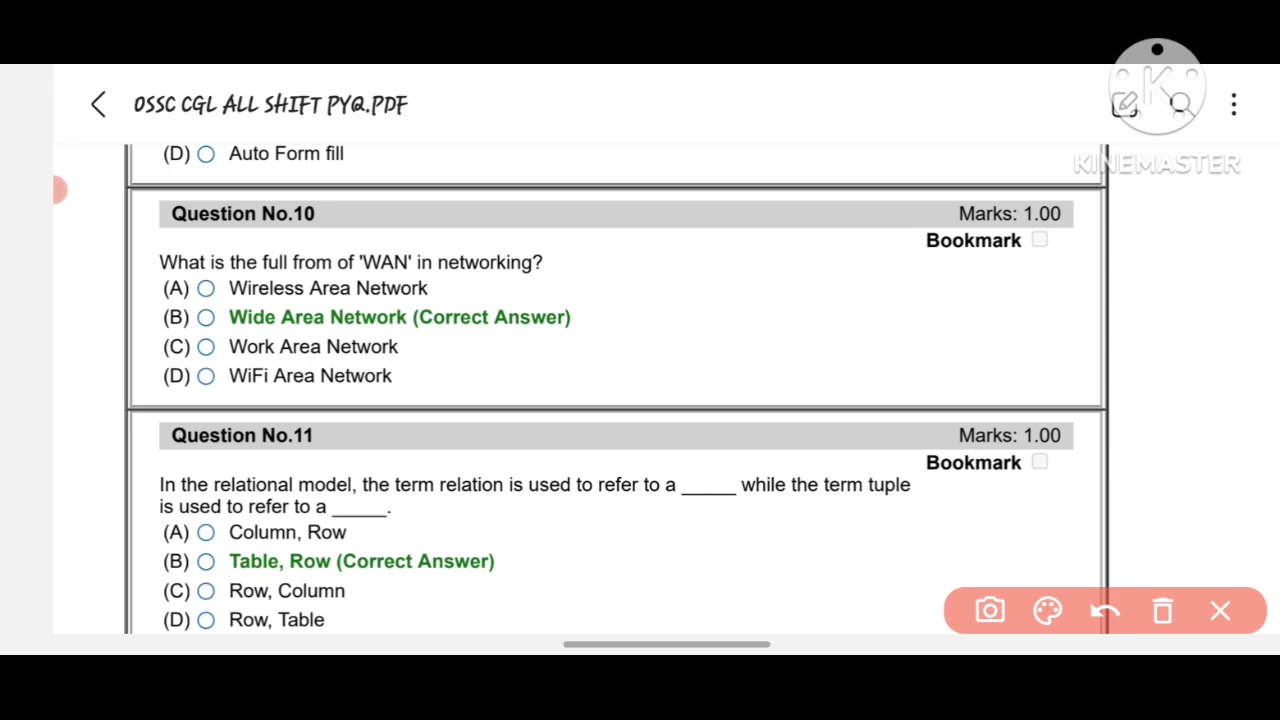 OSSC CGL ALL SHIFT PYQ.PDF
KINEMASTER
(D) Auto Form fill
Question No.10 Marks: 1.00
Bookmark
What is the full from of 'WAN' in networking?
(A) Wireless Area Network
(B) Wide Area Network (Correct Answer)
(C) Work Area Network
(D) WiFi Area Network
Question No.11 Marks: 1.00
Bookmark
In the relational model, the term relation is used to refer to a _____ while the term tuple
is used to refer to a _____.
(A) Column, Row
(B) Table, Row (Correct Answer)
(C) Row, Column
(D) Row, Table